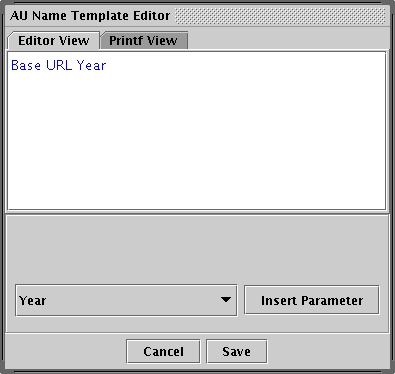 AU Name Template Editor
Editor View Printf View
Base URL Year
Year Insert Parameter
Cancel Save